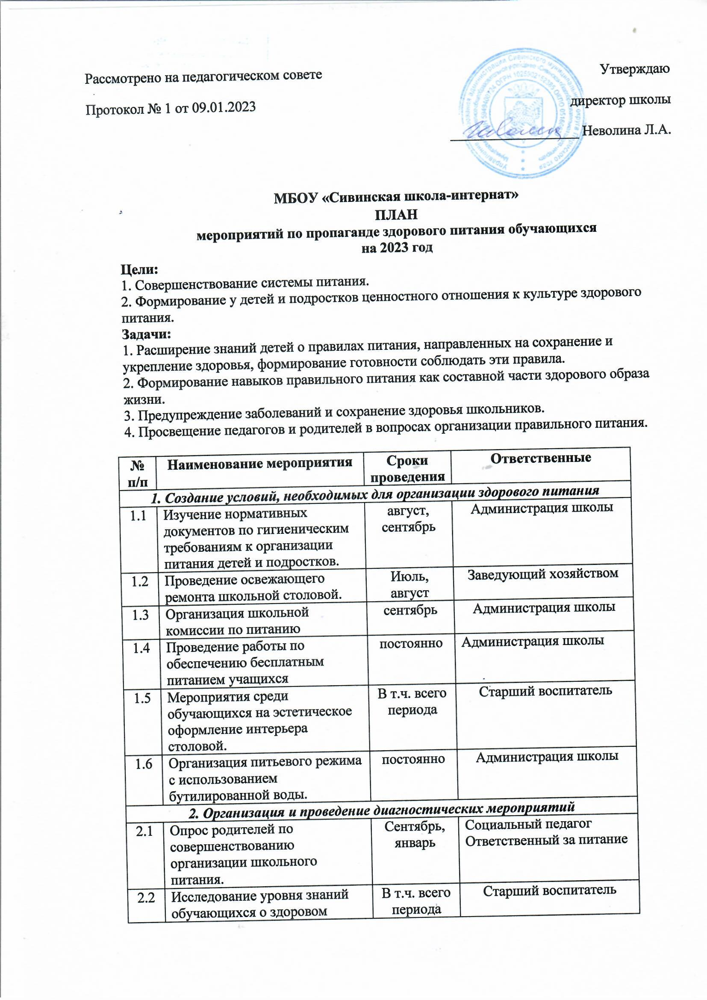 Рассмотрено на педагогическом совете
Утверждаю
Протокол № 1 от 09.01.2023
директор школы
Неволина Л.А.
МБОУ «Сивинская школа-интернат»
ПЛАН
мероприятий по пропаганде здорового питания обучающихся
на 2023 год
Цели:
1. Совершенствование системы питания.
2. Формирование у детей и подростков ценностного отношения к культуре здорового
питания.
Задачи:
1. Расширение знаний детей о правилах питания, направленных на сохранение и
укрепление здоровья, формирование готовности соблюдать эти правила.
2. Формирование навыков правильного питания как составной части здорового образа
жизни.
3. Предупреждение заболеваний и сохранение здоровья школьников.
4. Просвещение педагогов и родителей в вопросах организации правильного питания.
№ Наименование мероприятия Сроки Ответственные
п/п проведения
1. Создание условий, необходимых для организации здорового питания
1.1 Изучение нормативных август, Администрация школы
документов по гигиеническим сентябрь
требованиям к организации
питания детей и подростков.
1.2 Проведение освежающего Июль, Заведующий хозяйством
ремонта школьной столовой. август
1.3 Организация школьной сентябрь Администрация школы
комиссии по питанию
1.4 Проведение работы по постоянно Администрация школы
обеспечению бесплатным
питанием учащихся
1.5 Мероприятия среди В т.ч. всего Старший воспитатель
обучающихся на эстетическое периода
оформление интерьера
столовой.
1.6 Организация питьевого режима постоянно Администрация школы
с использованием
бутилированной воды.
2. Организация и проведение диагностических мероприятий
2.1 Опрос родителей по Сентябрь, Социальный педагог
совершенствованию январь Ответственный за питание
организации школьного
питания.
2.2 Исследование уровня знаний В т.ч. всего Старший воспитатель
обучающихся о здоровом периода